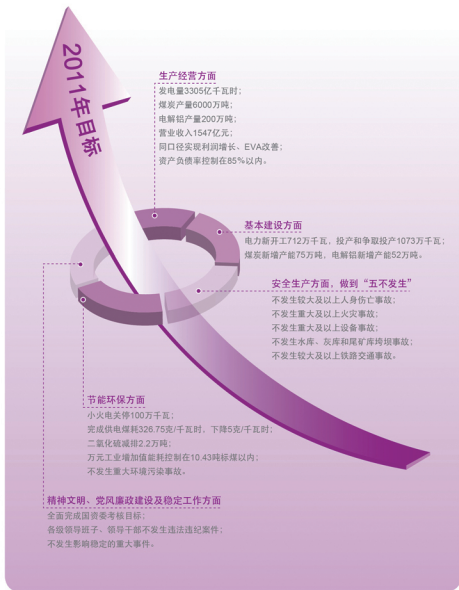 2011年目标
生产经营方面
发电量3305亿千瓦时；
煤炭产量6000万吨；
电解铝产量200万吨；
营业收入1547亿元；
同口径实现利润增长、EVA改善；
资产负债率控制在85%以内。
基本建设方面
电力新开工712万千瓦，投产和争取投产1073万千瓦；
煤炭新增产能75万吨，电解铝新增产能52万吨。
安全生产方面，做到“五不发生”
不发生较大及以上人身伤亡事故；
不发生重大及以上火灾事故；
不发生重大及以上设备事故；
不发生水库、灰库和尾矿库垮坝事故；
不发生较大及以上铁路交通事故。
节能环保方面
小火电关停100万千瓦；
完成供电煤耗326.75克/千瓦时，下降5克/千瓦时；
二氧化硫减排2.2万吨；
万元工业增加值能耗控制在10.43吨标煤以内；
不发生重大环境污染事故。
精神文明、党风廉政建设及稳定工作方面
全面完成国资委考核目标；
各级领导班子、领导干部不发生违法违纪案件；
不发生影响稳定的重大事件。